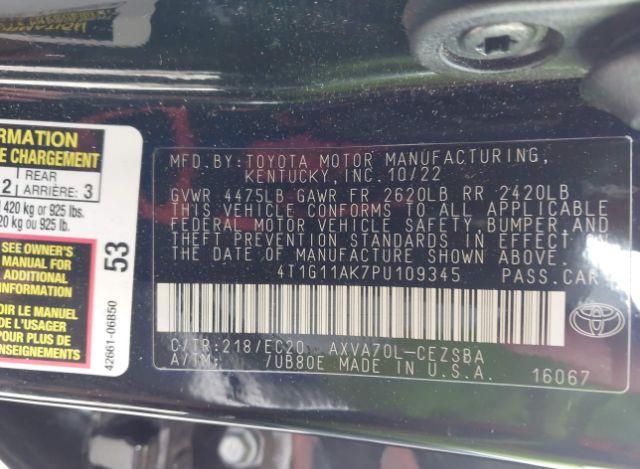 RMATION
E CHARGEMENT
2 REAR
ARRIÈRE: 3
420 kg or 925 lbs.
20 kg ou 925 lb.
SEE OWNER'S
MANUAL FOR
ADDITIONAL
INFORMATION
OIR LE MANUEL
DE L'USAGER
POUR PLUS DE
53
42661-06B50
MFD.BY:TOYOTA MOTOR MANUFACTURING,
KENTUCKY, INC. 10/22
GVWR 4475LB GAWR FR 2620LB RR 2420LB
THIS VEHICLE CONFORMS TO ALL APPLICABLE
FEDERAL MOTOR VEHICLE SAFETY,BUMPER,AND
THEFT PREVENTION STANDARDS IN EFFECT
THE DATE OF MANUFACTURE SHOWN ABOVE
4T1G11AK7PU109345 PASS.CAR
C/TR:218/EC20 AXVA70L-CEZSBA
A/TM: /UB80E MADE IN U.S.A. 16067
TOYOTA